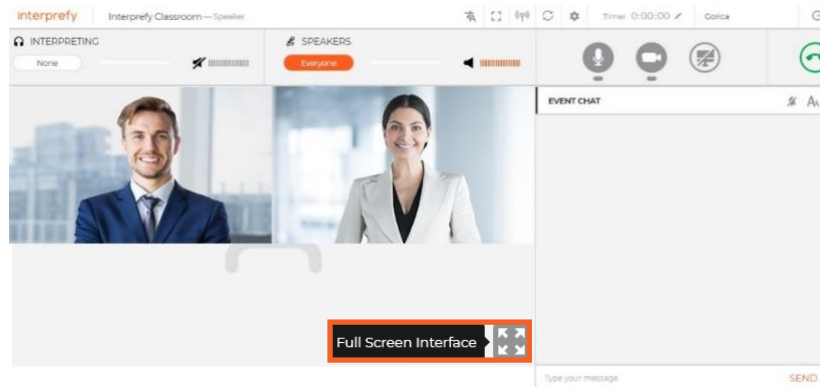 interprefy
Interprefy Classroom — Speaker
Timer 0:00:00
Gorica
INTERPRETING
None
SPEAKERS
Everyone
EVENT CHAT
Full Screen Interface
Type your message
SEND